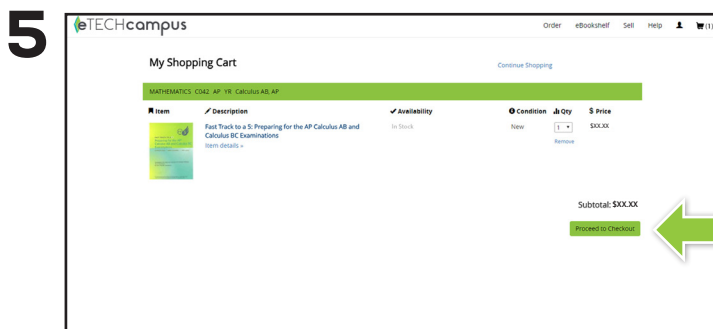 5
eTECHcampus
Order eBookshelf Sell Help (1)
My Shopping Cart
Continue Shopping
MATHEMATICS C042 AP YR Calculus AB, AP
Item Description Availability Condition Qty $ Price
Fast Track to a 5: Preparing for the AP Calculus AB and In Stock New 1 $XX.XX
Calculus BC Examinations
Item details » Remove
Subtotal: $XX.XX
Proceed to Checkout